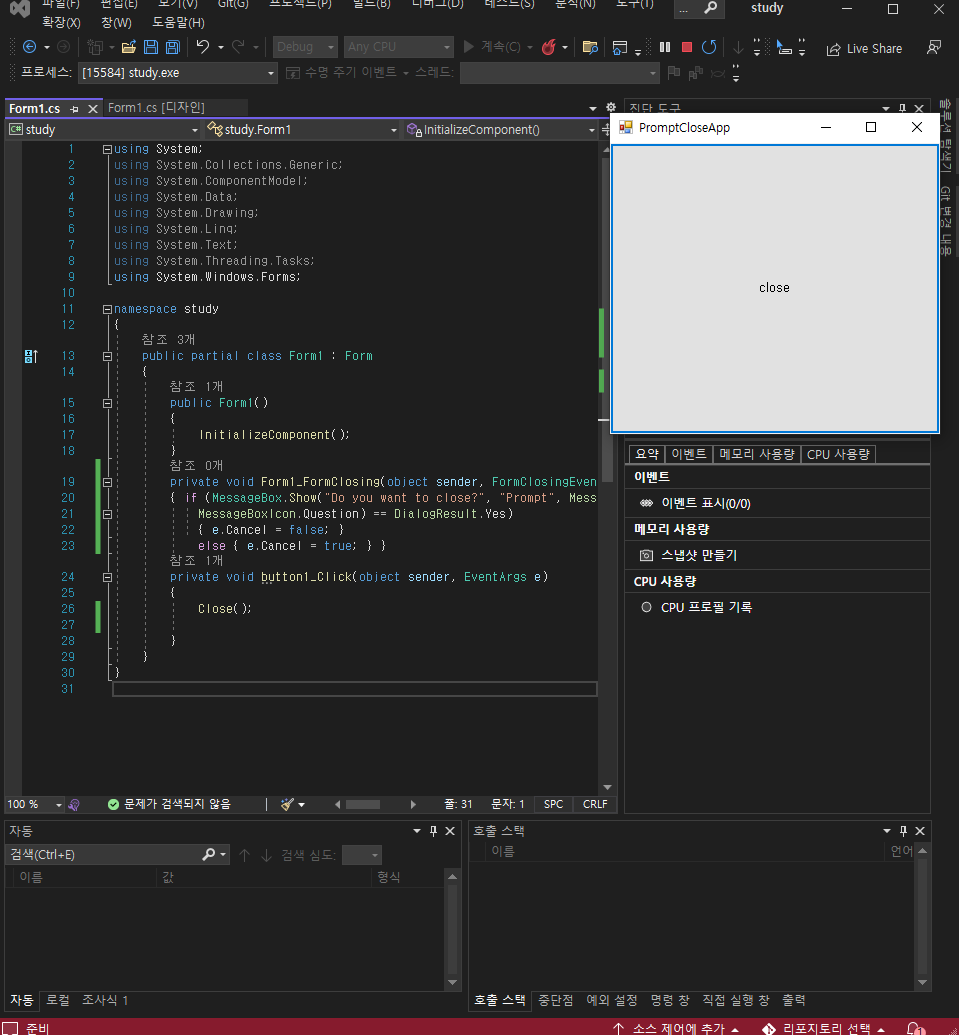 파일(F) 편집(E) 보기(V) Git(G) 프로젝트(P) 빌드(B) 디버그(D) 테스트(S) 분석(N) 도구(T) ... study
확장(X) 창(W) 도움말(H)
Debug Any CPU 계속(C) Live Share
프로세스: [15584] study.exe 수명 주기 이벤트 스레드:
Form1.cs Form1.cs [디자인]
진단 도구
study study.Form1 InitializeComponent()
PromptCloseApp
close
1 using System;
2 using System.Collections.Generic;
3 using System.ComponentModel;
4 using System.Data;
5 using System.Drawing;
6 using System.Linq;
7 using System.Text;
8 using System.Threading.Tasks;
9 using System.Windows.Forms;
10
11 namespace study
12 {
참조 3개
13 public partial class Form1 : Form
14 {
참조 1개
15 public Form1()
16 {
17 InitializeComponent();
18 }
참조 0개
19 private void Form1_FormClosing(object sender, FormClosingEven
20 { if (MessageBox.Show("Do you want to close?", "Prompt", Mess
21 MessageBoxIcon.Question) == DialogResult.Yes)
22 { e.Cancel = false; }
23 else { e.Cancel = true; } }
참조 1개
24 private void button1_Click(object sender, EventArgs e)
25 {
26 Close();
27
28 }
29 }
30 }
31
요약 이벤트 메모리 사용량 CPU 사용량
이벤트
이벤트 표시(0/0)
메모리 사용량
스냅샷 만들기
CPU 사용량
CPU 프로필 기록
솔루션 탐색기
Git 변경 내용
100 % 문제가 검색되지 않음 줄: 31 문자: 1 SPC CRLF
자동
검색(Ctrl+E) 검색 심도:
이름 값 형식
자동 로컬 조사식 1
호출 스택
이름 언어
호출 스택 중단점 예외 설정 명령 창 직접 실행 창 출력
준비 소스 제어에 추가 리포지토리 선택 1